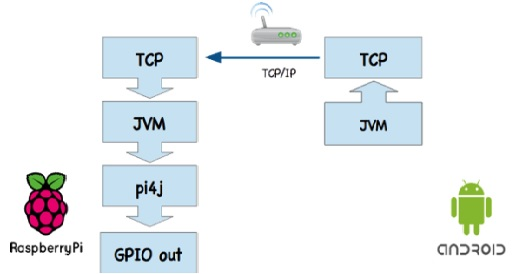 TCP
TCP/IP
TCP
JVM
JVM
pi4j
RaspberryPi
GPIO out
ANDROID